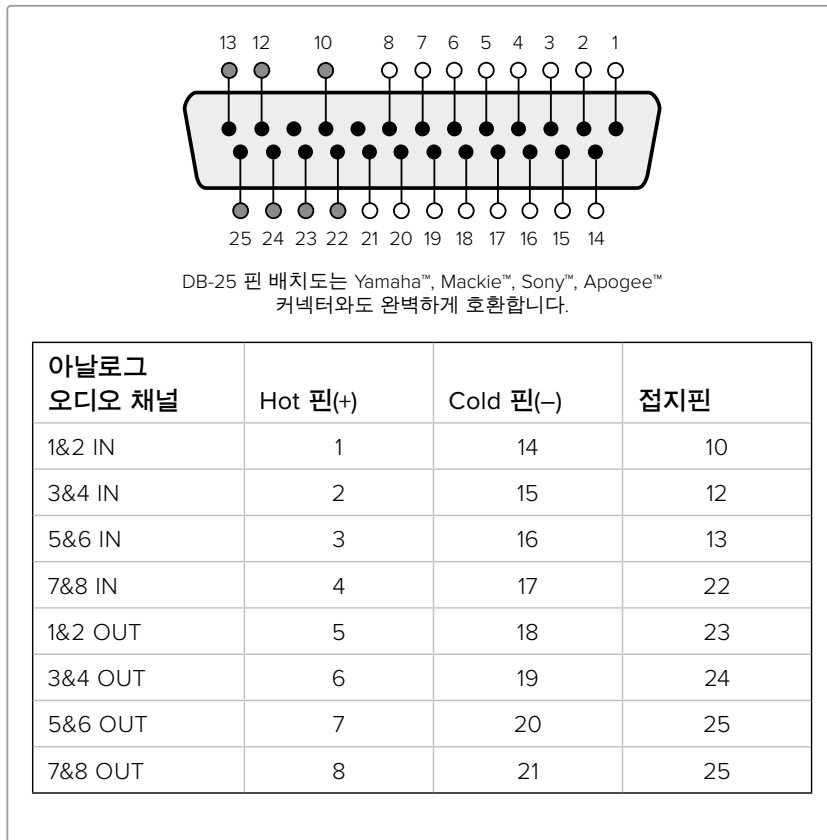 13 12 10 8 7 6 5 4 3 2 1
25 24 23 22 21 20 19 18 17 16 15 14
DB-25 핀 배치도는 Yamaha™, Mackie™, Sony™, Apogee™
커넥터와도 완벽하게 호환합니다.
아날로그
오디오 채널 Hot 핀(+) Cold 핀(–) 접지핀
1&2 IN 1 14 10
3&4 IN 2 15 12
5&6 IN 3 16 13
7&8 IN 4 17 22
1&2 OUT 5 18 23
3&4 OUT 6 19 24
5&6 OUT 7 20 25
7&8 OUT 8 21 25